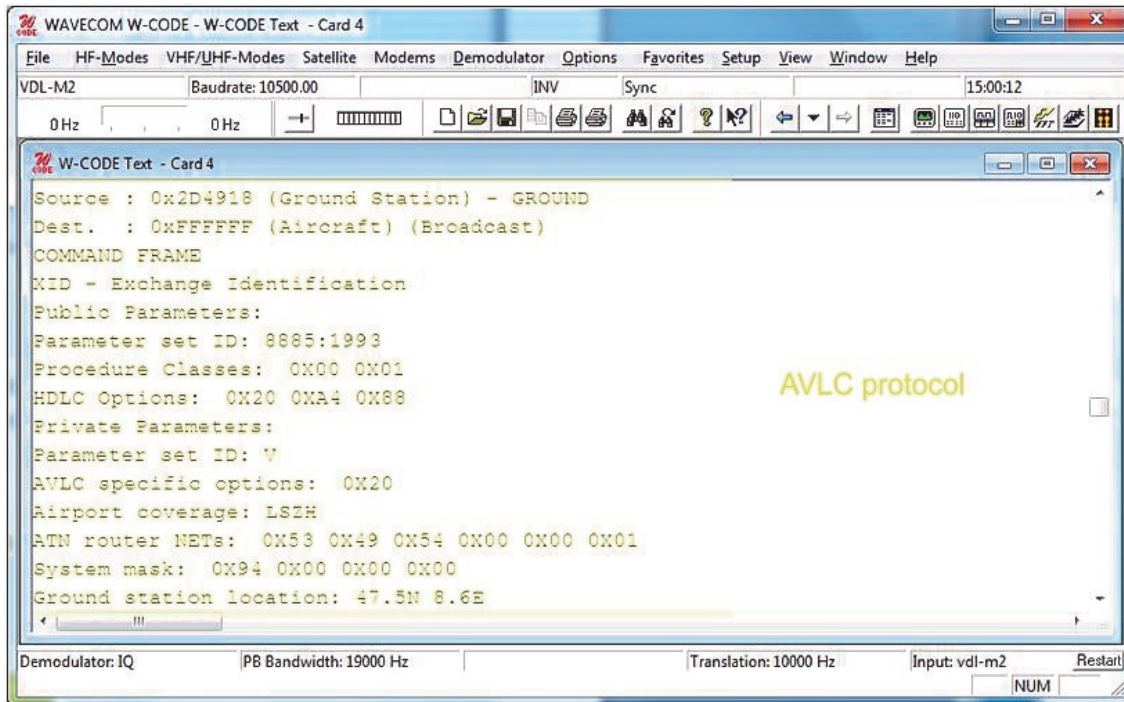 WAVECOM W-CODE - W-CODE Text - Card 4
File HF-Modes VHF/UHF-Modes Satellite Modems Demodulator Options Favorites Setup View Window Help
VDL-M2 Baudrate: 10500.00 INV Sync 15:00:12
0 Hz 0 Hz
W-CODE Text - Card 4
Source : 0x2D4918 (Ground Station) - GROUND
Dest. : 0xFFFFFF (Aircraft) (Broadcast)
COMMAND FRAME
XID - Exchange Identification
Public Parameters:
Parameter set ID: 8885:1993
Procedure Classes: 0X00 0X01
HDLC Options: 0X20 0XA4 0X88
AVLC protocol
Private Parameters:
Parameter set ID: V
AVLC specific options: 0X20
Airport coverage: LSZH
ATN router NETs: 0X53 0X49 0X54 0X00 0X00 0X01
System mask: 0X94 0X00 0X00 0X00
Ground station location: 47.5N 8.6E
Demodulator: IQ PB Bandwidth: 19000 Hz Translation: 10000 Hz Input: vdl-m2 Restart
NUM